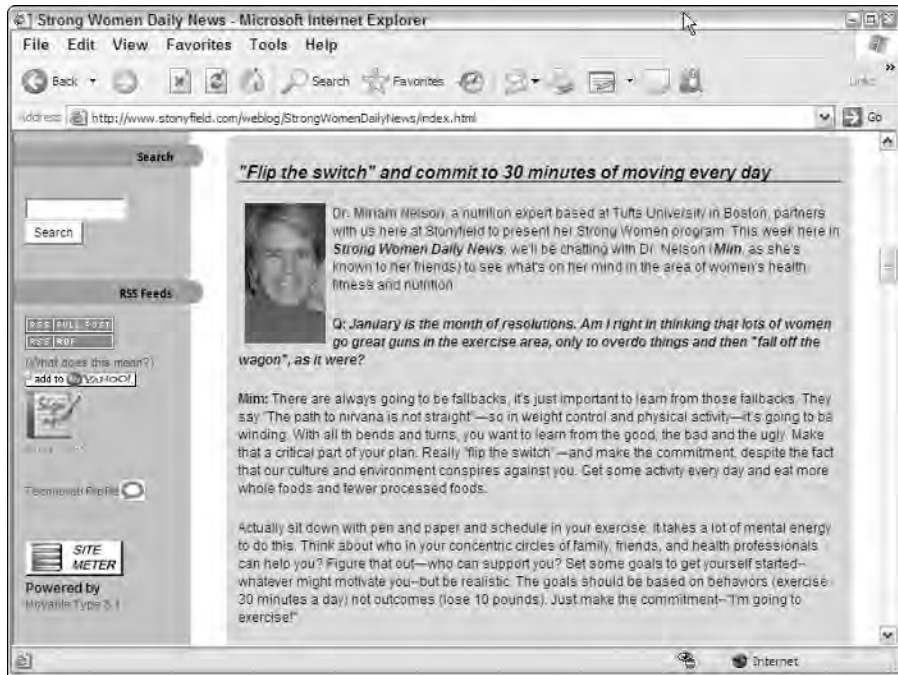 Strong Women Daily News - Microsoft Internet Explorer
File Edit View Favorites Tools Help
Back Search Favorites Links
Address http://www.stonyfield.com/weblog/StrongWomenDailyNews/index.html Go
Search
Search
RSS Feeds
RSS FULL POST
RSS RDF
(What does this mean?)
add to YAHOO!
Technorati Profile
SITE
METER
Powered by
Movable Type 3.1
"Flip the switch" and commit to 30 minutes of moving every day
Dr. Miriam Nelson, a nutrition expert based at Tufts University in Boston, partners
with us here at Stonyfield to present her Strong Women program. This week here in
Strong Women Daily News, we'll be chatting with Dr. Nelson (Mim, as she's
known to her friends) to see what's on her mind in the area of women's health,
fitness and nutrition.
Q: January is the month of resolutions. Am I right in thinking that lots of women
go great guns in the exercise area, only to overdo things and then "fall off the
wagon", as it were?
Mim: There are always going to be fallbacks, it's just important to learn from those fallbacks. They
say "The path to nirvana is not straight"—so in weight control and physical activity—it's going to be
winding. With all th bends and turns, you want to learn from the good, the bad and the ugly. Make
that a critical part of your plan. Really "flip the switch"—and make the commitment, despite the fact
that our culture and environment conspires against you. Get some activity every day and eat more
whole foods and fewer processed foods.
Actually sit down with pen and paper and schedule in your exercise. It takes a lot of mental energy
to do this. Think about who in your concentric circles of family, friends, and health professionals
can help you? Figure that out—who can support you? Set some goals to get yourself started--
whatever might motivate you--but be realistic. The goals should be based on behaviors (exercise
30 minutes a day) not outcomes (lose 10 pounds). Just make the commitment--"I'm going to
exercise!"
Internet